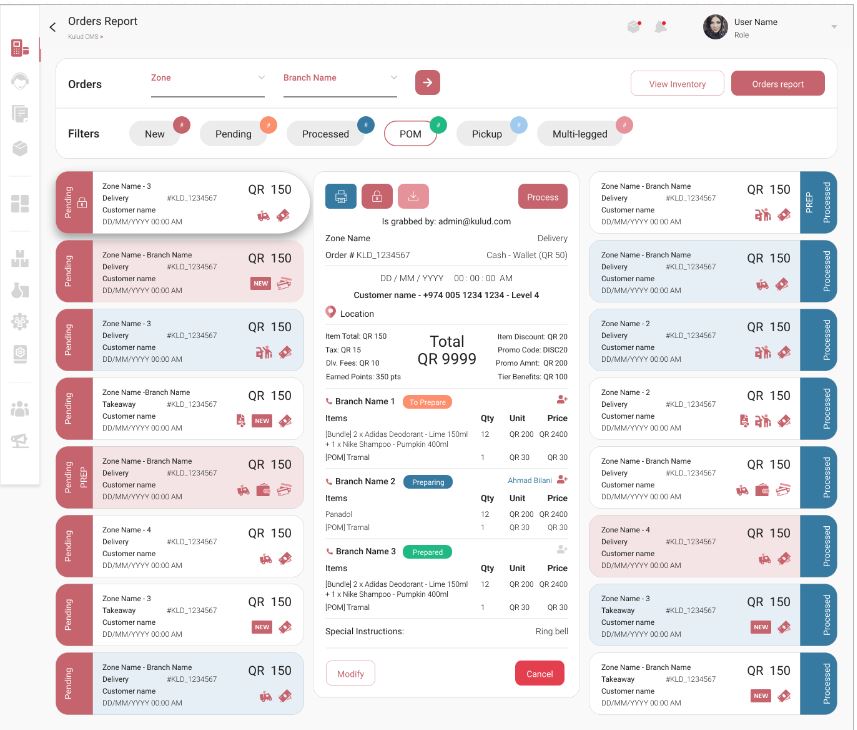 Orders Report
Kulud CMS »
User Name
Role
Orders
Zone
Branch Name
View Inventory
Orders report
Filters
New
#
Pending
#
Processed
#
POM
#
Pickup
#
Multi-legged
#
Pending
Zone Name - 3
Delivery #KLD_1234567
Customer name
DD/MM/YYYY 00:00 AM
QR 150
Pending
Zone Name - Branch Name
Delivery #KLD_1234567
Customer name
DD/MM/YYYY 00:00 AM
QR 150
NEW
Pending
Zone Name - 3
Delivery #KLD_1234567
Customer name
DD/MM/YYYY 00:00 AM
QR 150
Pending
Zone Name -Branch Name
Takeaway #KLD_1234567
Customer name
DD/MM/YYYY 00:00 AM
QR 150
NEW
Pending
PREP
Zone Name - Branch Name
Delivery #KLD_1234567
Customer name
DD/MM/YYYY 00:00 AM
QR 150
Pending
Zone Name - 4
Delivery #KLD_1234567
Customer name
DD/MM/YYYY 00:00 AM
QR 150
Pending
Zone Name - 3
Takeaway #KLD_1234567
Customer name
DD/MM/YYYY 00:00 AM
QR 150
NEW
Pending
Zone Name - Branch Name
Delivery #KLD_1234567
Customer name
DD/MM/YYYY 00:00 AM
QR 150
Process
Is grabbed by: admin@kulud.com
Zone Name Delivery
Order # KLD_1234567 Cash - Wallet (QR 50)
DD / MM / YYYY 00 : 00 : 00 AM
Customer name - +974 005 1234 1234 - Level 4
Location
Item Total: QR 150
Tax: QR 15
Dlv. Fees: QR 10
Earned Points: 350 pts
Total
QR 9999
Item Discount: QR 20
Promo Code: DISC20
Promo Amnt: QR 200
Tier Benefits: QR 100
Branch Name 1 To Prepare
Items Qty Unit Price
[Bundle] 2 x Adidas Deodorant - Lime 150ml 12 QR 200 QR 2400
+ 1 x Nike Shampoo - Pumpkin 400ml
[POM] Tramal 1 QR 30 QR 30
Branch Name 2 Preparing Ahmad Bilani
Items Qty Unit Price
Panadol 12 QR 200 QR 2400
[POM] Tramal 1 QR 30 QR 30
Branch Name 3 Prepared
Items Qty Unit Price
[Bundle] 2 x Adidas Deodorant - Lime 150ml 12 QR 200 QR 2400
+ 1 x Nike Shampoo - Pumpkin 400ml
[POM] Tramal 1 QR 30 QR 30
Special Instructions: Ring bell
Modify
Cancel
Zone Name - Branch Name
Delivery #KLD_1234567
Customer name
DD/MM/YYYY 00:00 AM
QR 150
PREP
Processed
Zone Name - Branch Name
Delivery #KLD_1234567
Customer name
DD/MM/YYYY 00:00 AM
QR 150
Processed
Zone Name - 2
Delivery #KLD_1234567
Customer name
DD/MM/YYYY 00:00 AM
QR 150
Processed
Zone Name - 2
Delivery #KLD_1234567
Customer name
DD/MM/YYYY 00:00 AM
QR 150
Processed
Zone Name - Branch Name
Delivery #KLD_1234567
Customer name
DD/MM/YYYY 00:00 AM
QR 150
Processed
Zone Name - 4
Delivery #KLD_1234567
Customer name
DD/MM/YYYY 00:00 AM
QR 150
Processed
Zone Name - 3
Takeaway #KLD_1234567
Customer name
DD/MM/YYYY 00:00 AM
QR 150
NEW
Processed
Zone Name - Branch Name
Takeaway #KLD_1234567
Customer name
DD/MM/YYYY 00:00 AM
QR 150
NEW
Processed